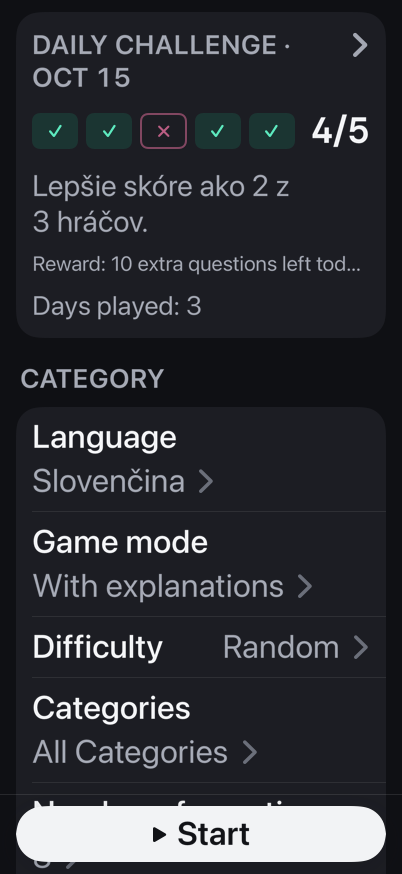 DAILY CHALLENGE ·
OCT 15
4/5
Lepšie skóre ako 2 z
3 hráčov.
Reward: 10 extra questions left tod...
Days played: 3
CATEGORY
Language
Slovenčina
Game mode
With explanations
Difficulty Random
Categories
All Categories
Start